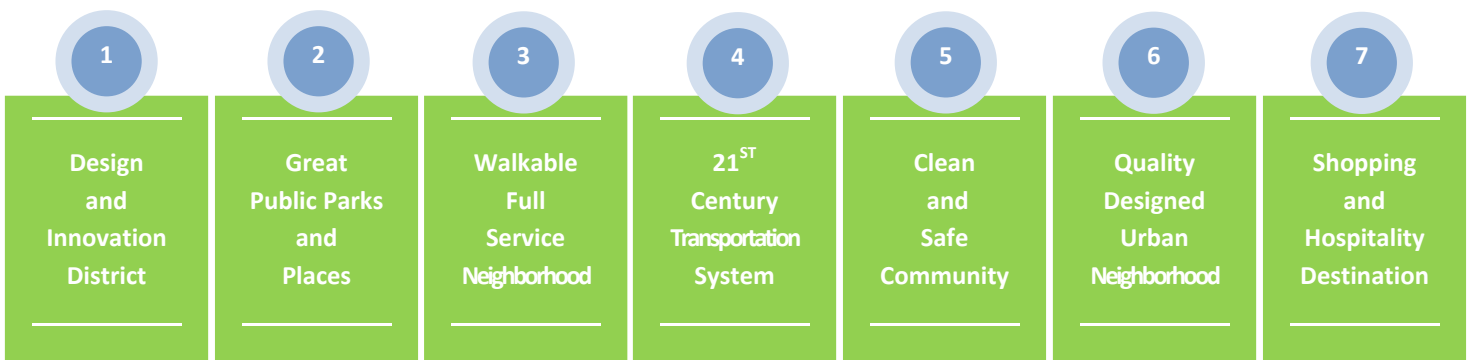 1
Design
and
Innovation
District
2
Great
Public Parks
and
Places
3
Walkable
Full
Service
Neighborhood
4
21ST
Century
Transportation
System
5
Clean
and
Safe
Community
6
Quality
Designed
Urban
Neighborhood
7
Shopping
and
Hospitality
Destination